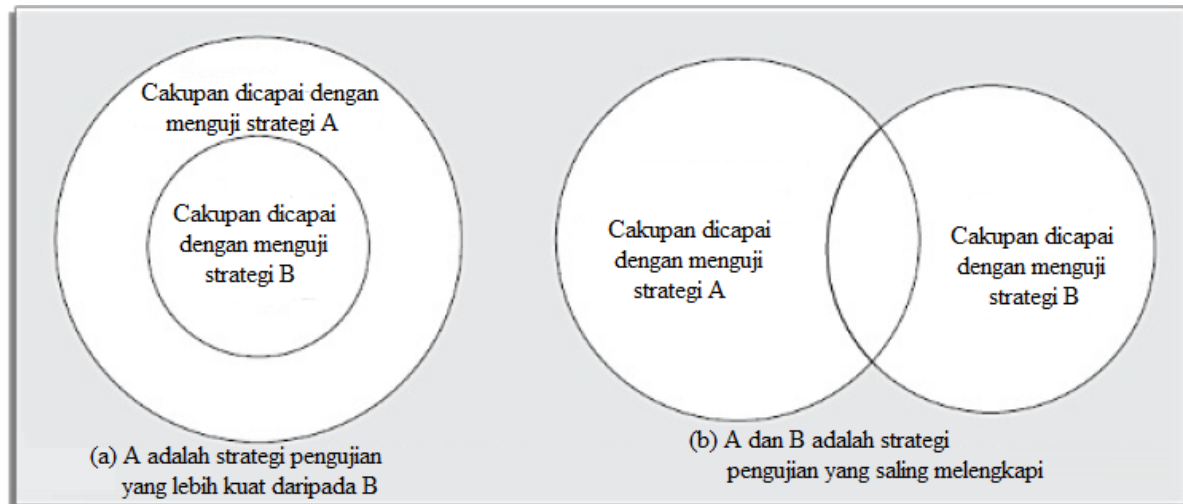 Cakupan dicapai dengan
menguji strategi A
Cakupan dicapai
dengan menguji
strategi B
(a) A adalah strategi pengujian
yang lebih kuat daripada B
Cakupan dicapai
dengan menguji
strategi A
Cakupan dicapai
dengan menguji
strategi B
(b) A dan B adalah strategi
pengujian yang saling melengkapi